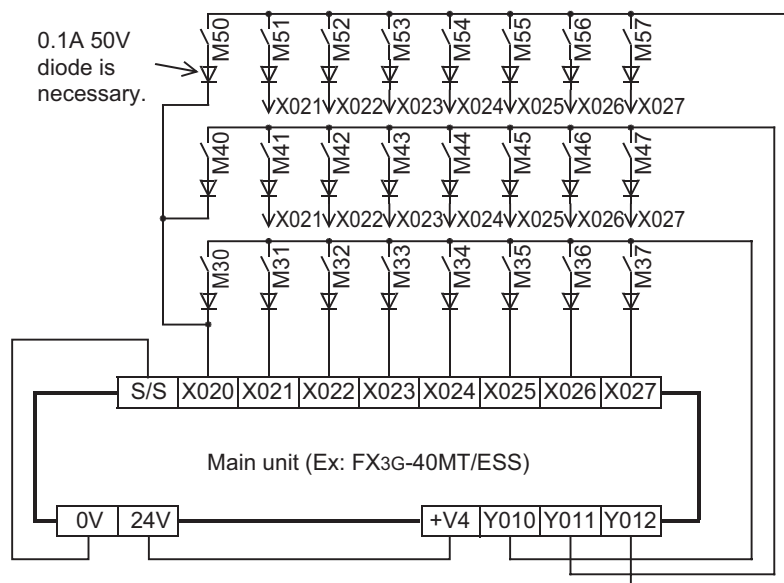 0.1A 50V
diode is
necessary.
M50 M51 M52 M53 M54 M55 M56 M57
X021 X022 X023 X024 X025 X026 X027
M40 M41 M42 M43 M44 M45 M46 M47
X021 X022 X023 X024 X025 X026 X027
M30 M31 M32 M33 M34 M35 M36 M37
S/S X020 X021 X022 X023 X024 X025 X026 X027
Main unit (Ex: FX3G-40MT/ESS)
0V 24V +V4 Y010 Y011 Y012